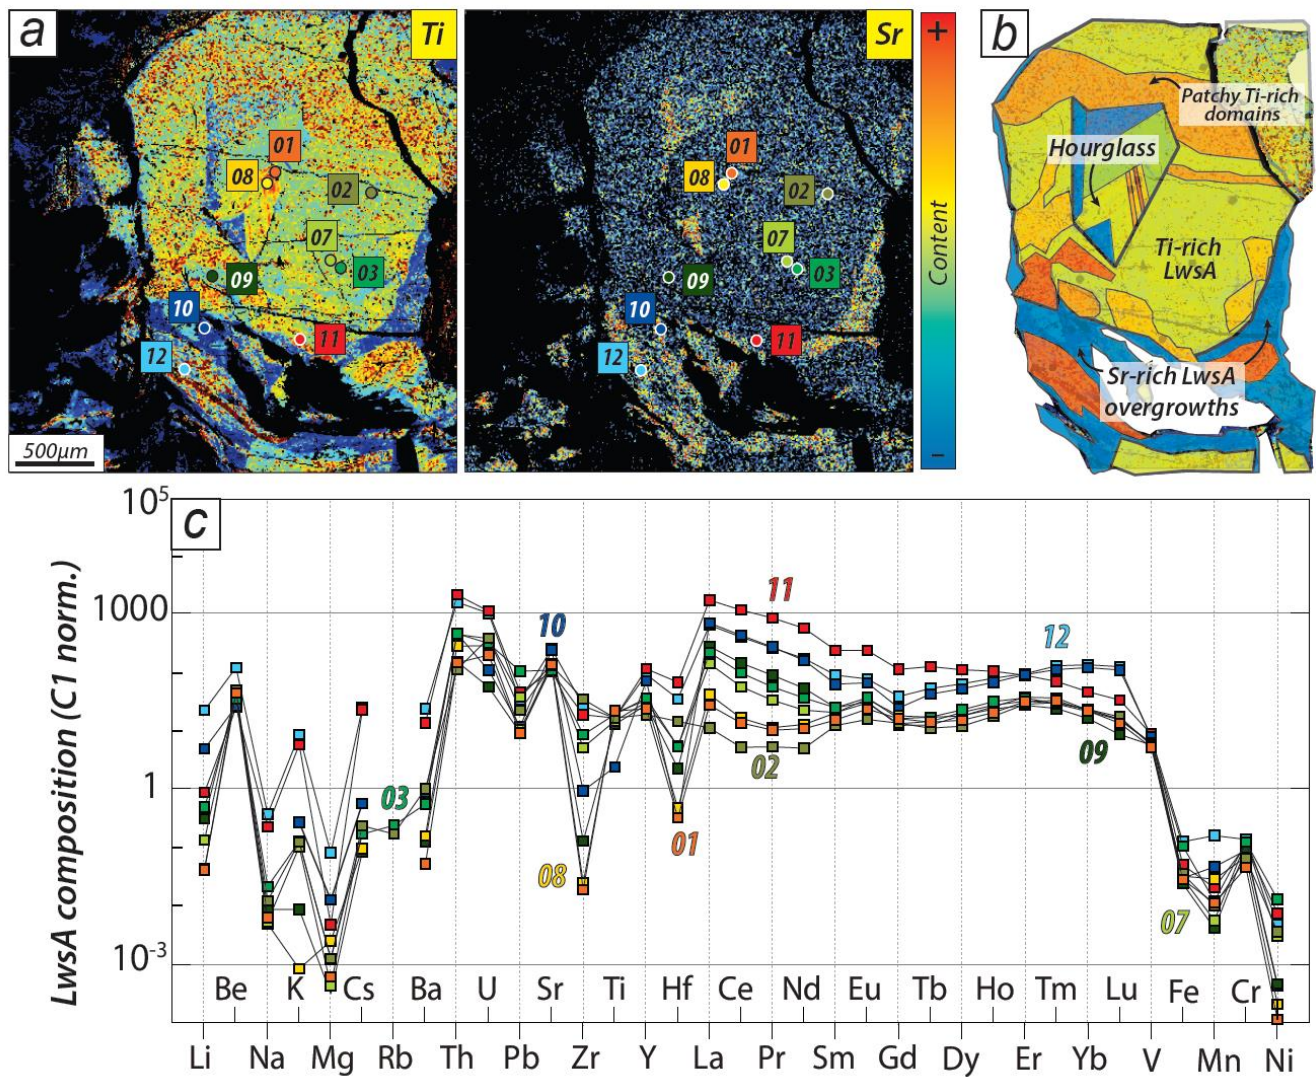 a
Ti
Sr
+
Content
−
b
01
08
02
07
03
09
10
11
12
500µm
01
08
02
07
03
09
10
11
12
Patchy Ti-rich
domains
Hourglass
Ti-rich
LwsA
Sr-rich LwsA
overgrowths
c
LwsA composition (C1 norm.)
10⁵
1000
1
10⁻³
11
10
12
03
02
09
01
08
07
Be K Cs Ba U Sr Ti Hf Ce Nd Eu Tb Ho Tm Lu Fe Cr
Li Na Mg Rb Th Pb Zr Y La Pr Sm Gd Dy Er Yb V Mn Ni